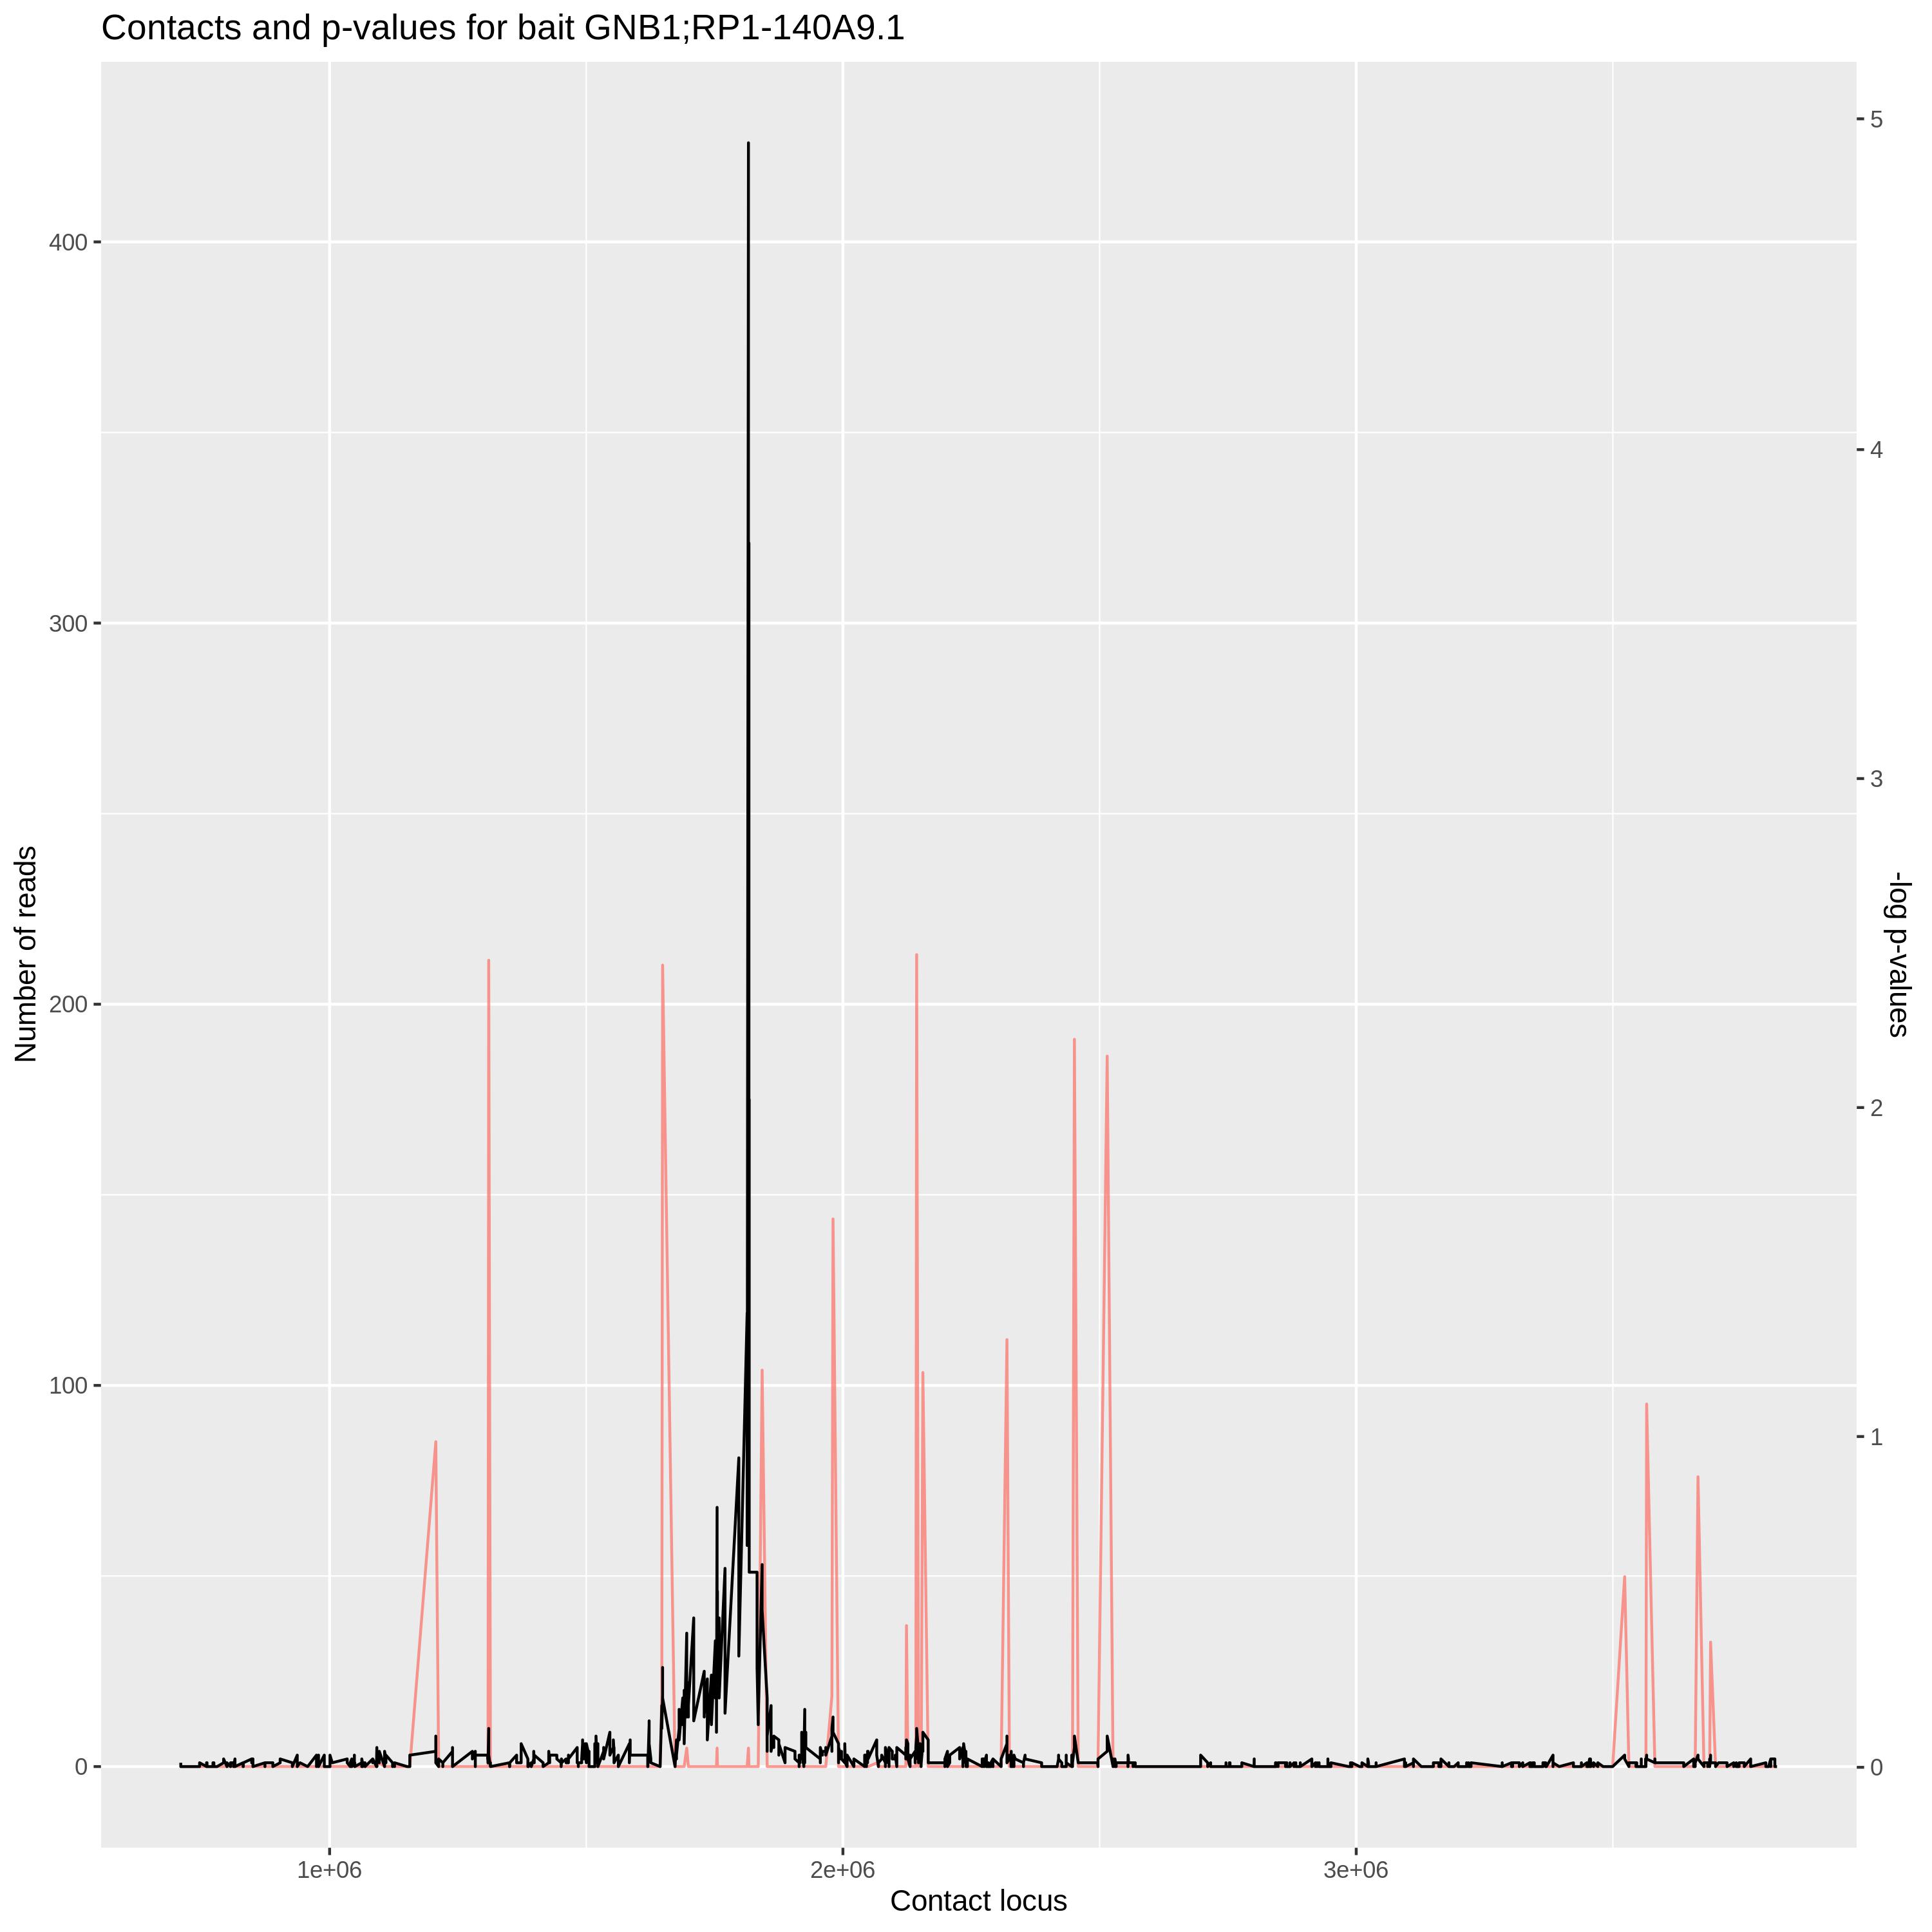 Contacts and p-values for bait GNB1;RP1-140A9.1
Number of reads
400
300
200
100
0
5
4
3
2
1
0
-log p-values
1e+06
2e+06
3e+06
Contact locus